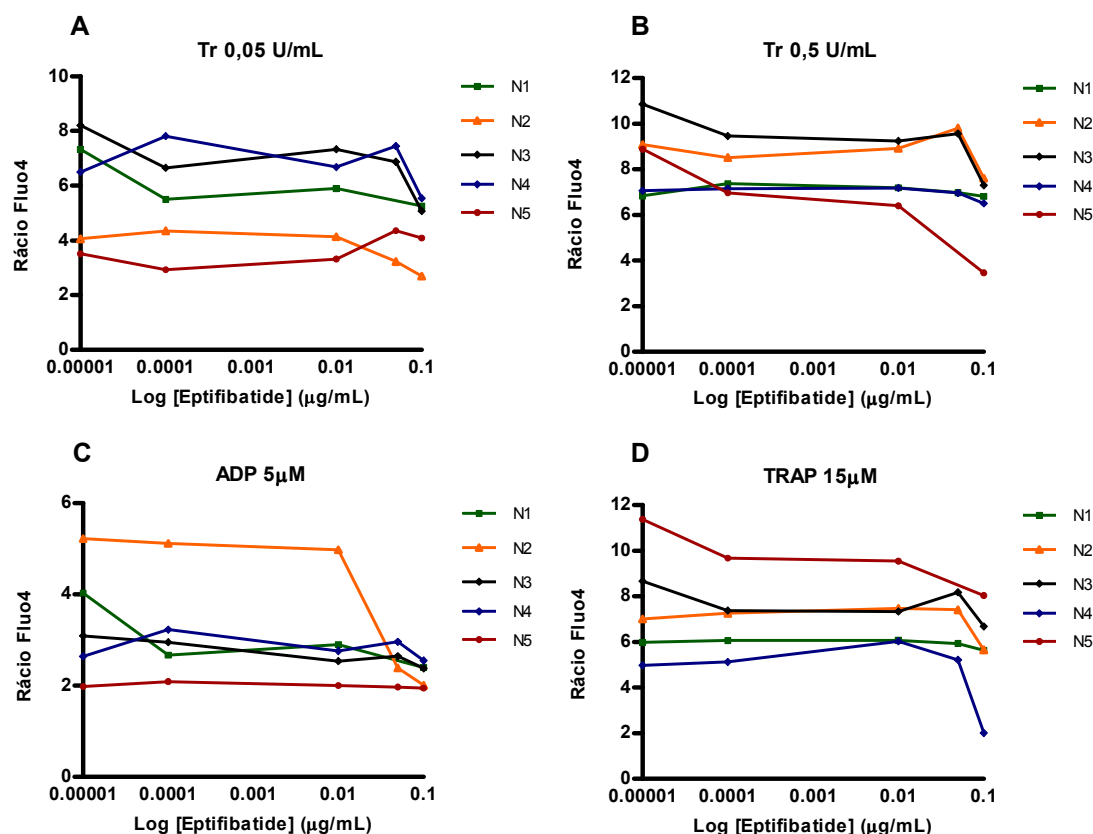 A
Tr 0,05 U/mL
10
8
6
4
2
0
Rácio Fluo4
0.00001 0.0001 0.001 0.01 0.1
Log [Eptifibatide] (μg/mL)
N1
N2
N3
N4
N5
B
Tr 0,5 U/mL
12
10
8
6
4
2
0
Rácio Fluo4
0.00001 0.0001 0.001 0.01 0.1
Log [Eptifibatide] (μg/mL)
N1
N2
N3
N4
N5
C
ADP 5μM
6
4
2
0
Rácio Fluo4
0.00001 0.0001 0.001 0.01 0.1
Log [Eptifibatide] (μg/mL)
N1
N2
N3
N4
N5
D
TRAP 15μM
12
10
8
6
4
2
0
Rácio Fluo4
0.00001 0.0001 0.001 0.01 0.1
Log [Eptifibatide] (μg/mL)
N1
N2
N3
N4
N5